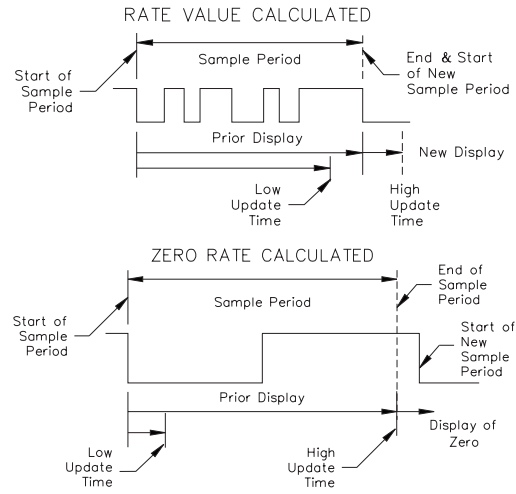 RATE VALUE CALCULATED
Start of
Sample
Period
Sample Period
End & Start
of New
Sample Period
Prior Display
New Display
Low
Update
Time
High
Update
Time
ZERO RATE CALCULATED
Start of
Sample
Period
Sample Period
End of
Sample
Period
Start of
New
Sample
Period
Prior Display
Display of
Zero
Low
Update
Time
High
Update
Time